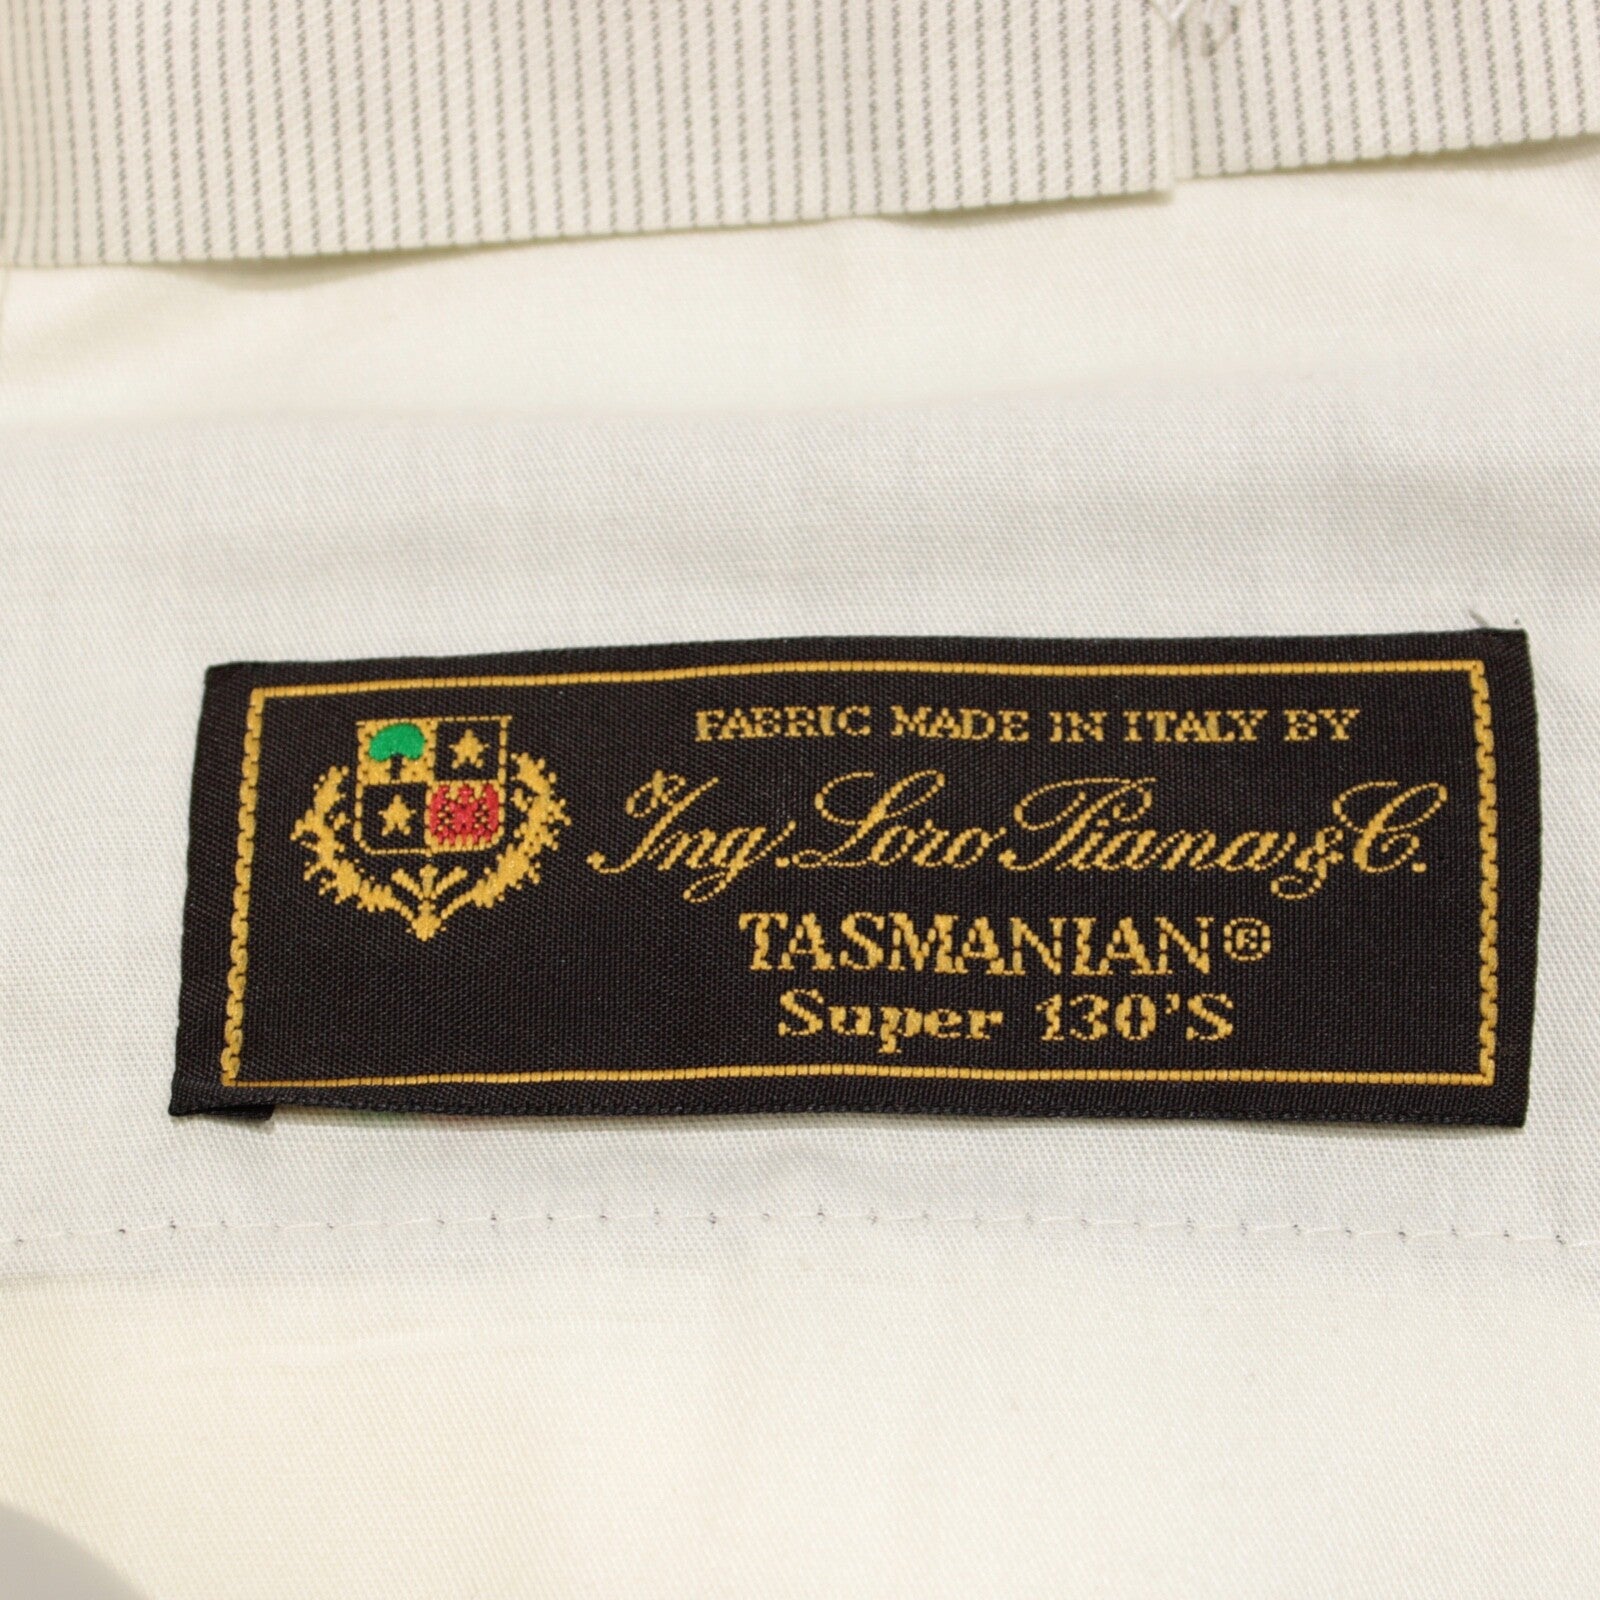 FABRIC MADE IN ITALY BY
Ing. Loro Piana & C.
TASMANIAN®
Super 130'S